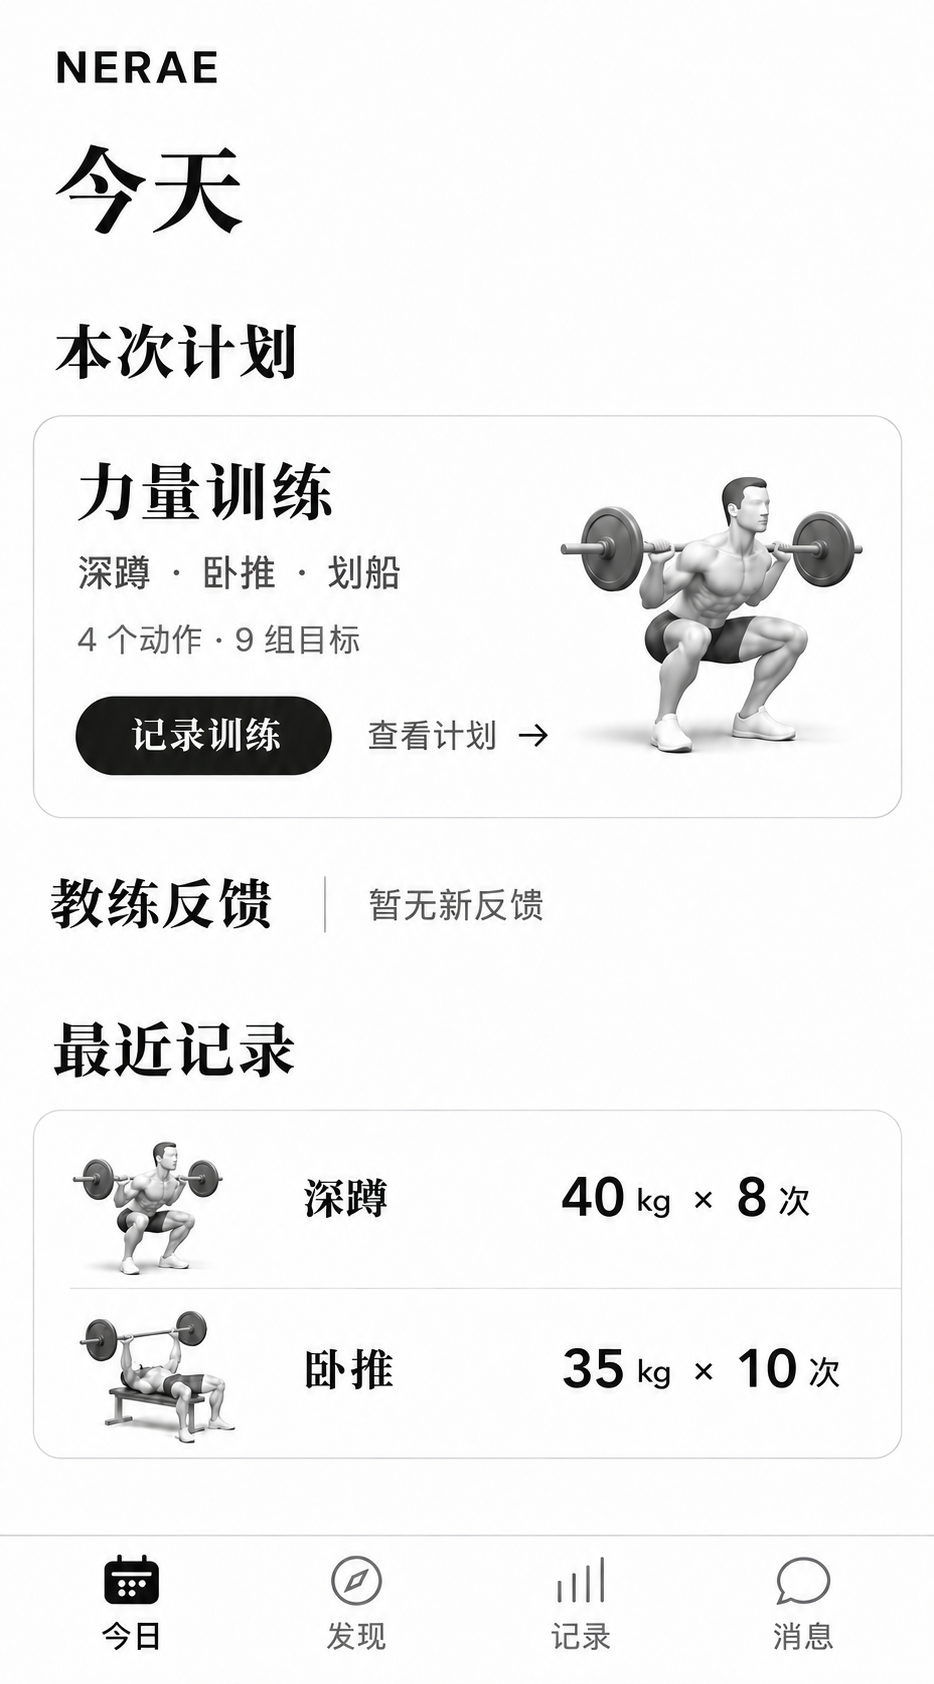 NERAE
今天
本次计划
力量训练
深蹲 · 卧推 · 划船
4 个动作 · 9 组目标
记录训练 查看计划 →
教练反馈 暂无新反馈
最近记录
深蹲 40 kg × 8 次
卧推 35 kg × 10 次
今日 发现 记录 消息